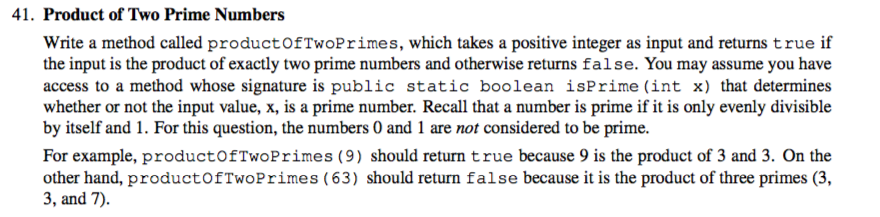 41. Product of Two Prime Numbers
Write a method called productOfTwoPrimes, which takes a positive integer as input and returns true if
the input is the product of exactly two prime numbers and otherwise returns false. You may assume you have
access to a method whose signature is public static boolean isPrime(int x) that determines
whether or not the input value, x, is a prime number. Recall that a number is prime if it is only evenly divisible
by itself and 1. For this question, the numbers 0 and 1 are not considered to be prime.
For example, productOfTwoPrimes(9) should return true because 9 is the product of 3 and 3. On the
other hand, productOfTwoPrimes(63) should return false because it is the product of three primes (3,
3, and 7).